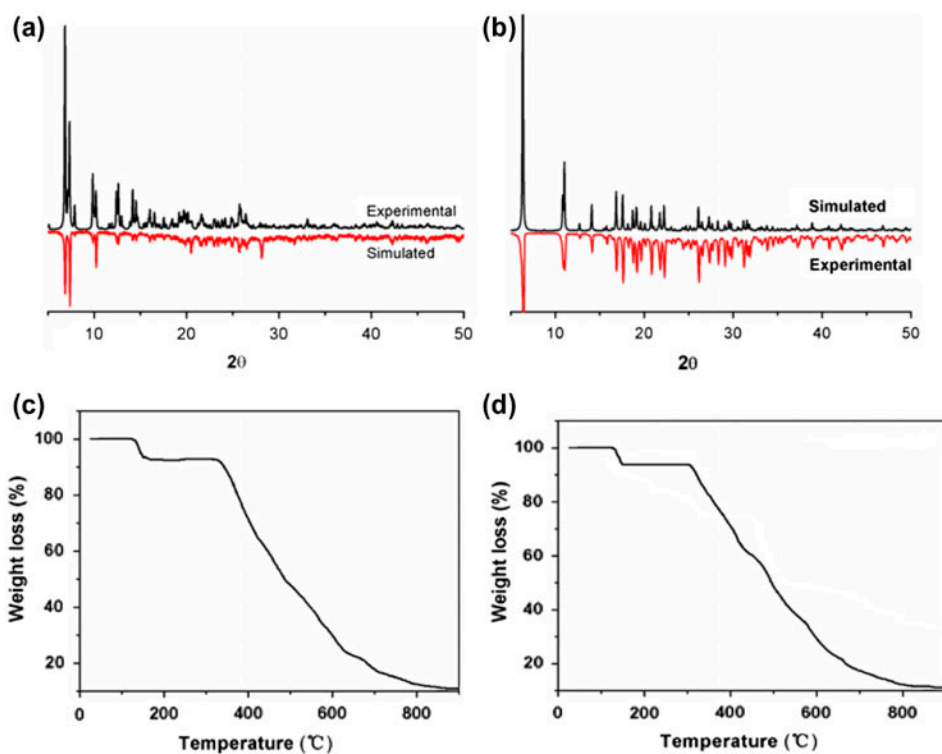 (a)
Experimental
Simulated
10 20 30 40 50
2θ
(b)
Simulated
Experimental
10 20 30 40 50
2θ
(c)
Weight loss (%)
100
80
60
40
20
0 200 400 600 800
Temperature (℃)
(d)
Weight loss (%)
100
80
60
40
20
0 200 400 600 800
Temperature (℃)